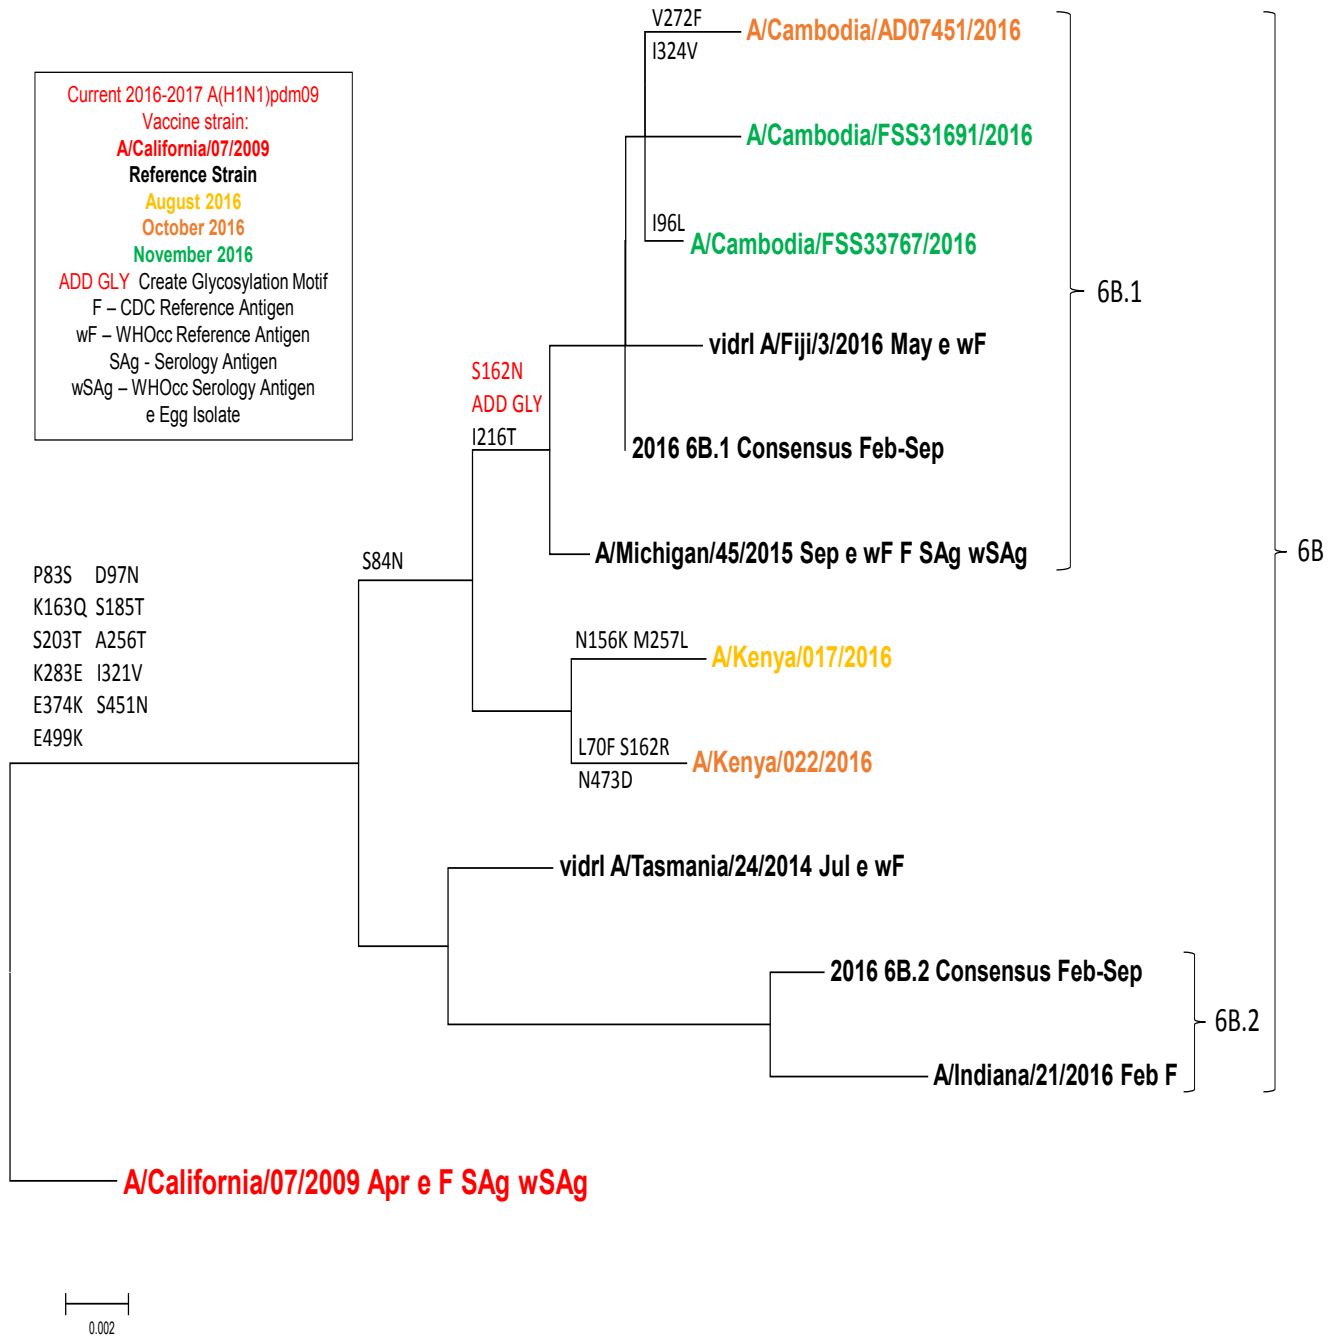 V272F
A/Cambodia/AD07451/2016
I324V
Current 2016-2017 A(H1N1)pdm09
Vaccine strain:
A/California/07/2009
Reference Strain
August 2016
October 2016
November 2016
ADD GLY Create Glycosylation Motif
F – CDC Reference Antigen
wF – WHOcc Reference Antigen
SAg - Serology Antigen
wSAg – WHOcc Serology Antigen
e Egg Isolate
A/Cambodia/FSS31691/2016
I96L
A/Cambodia/FSS33767/2016
6B.1
vidrl A/Fiji/3/2016 May e wF
S162N
ADD GLY
I216T
2016 6B.1 Consensus Feb-Sep
A/Michigan/45/2015 Sep e wF F SAg wSAg
6B
S84N
P83S D97N
K163Q S185T
S203T A256T
K283E I321V
E374K S451N
E499K
N156K M257L
A/Kenya/017/2016
L70F S162R
N473D
A/Kenya/022/2016
vidrl A/Tasmania/24/2014 Jul e wF
2016 6B.2 Consensus Feb-Sep
6B.2
A/Indiana/21/2016 Feb F
A/California/07/2009 Apr e F SAg wSAg
0.002